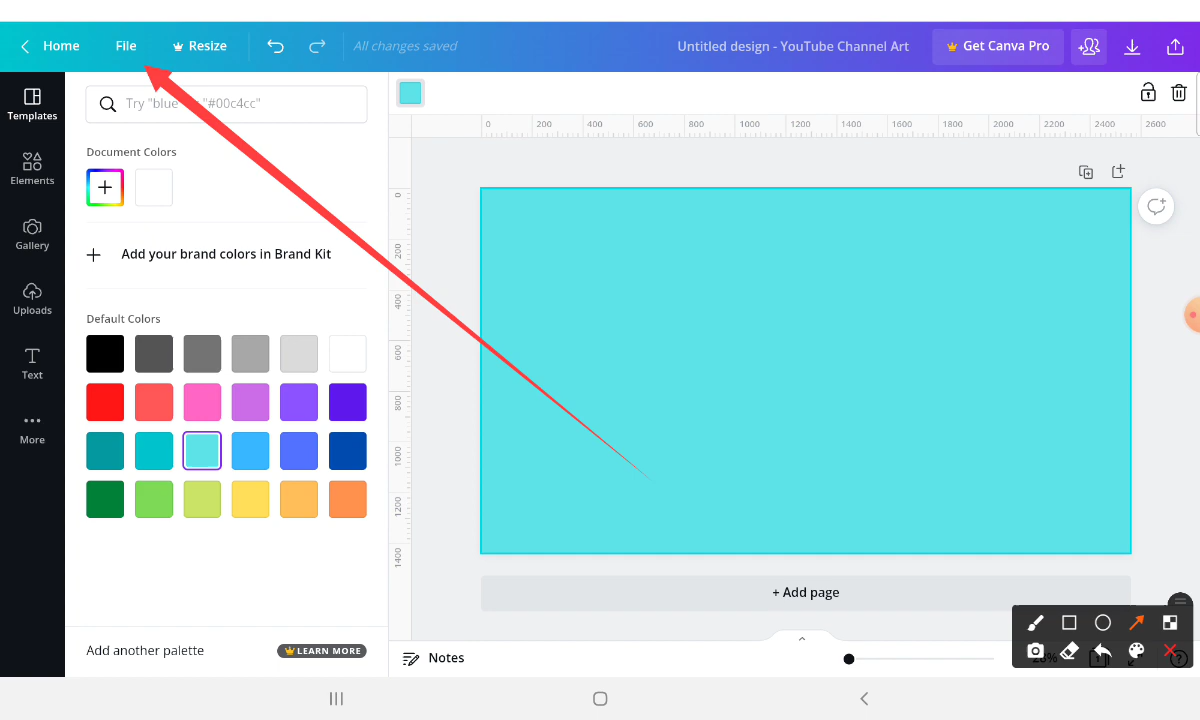 Home File Resize All changes saved Untitled design - YouTube Channel Art Get Canva Pro
Try "blue" "#00c4cc"
Templates
Elements
Gallery
Uploads
Text
More
Document Colors
Add your brand colors in Brand Kit
Default Colors
Add another palette LEARN MORE
0 200 400 600 800 1000 1200 1400 1600 1800 2000 2200 2400 2600
0
200
400
600
800
1000
1200
1400
+ Add page
Notes